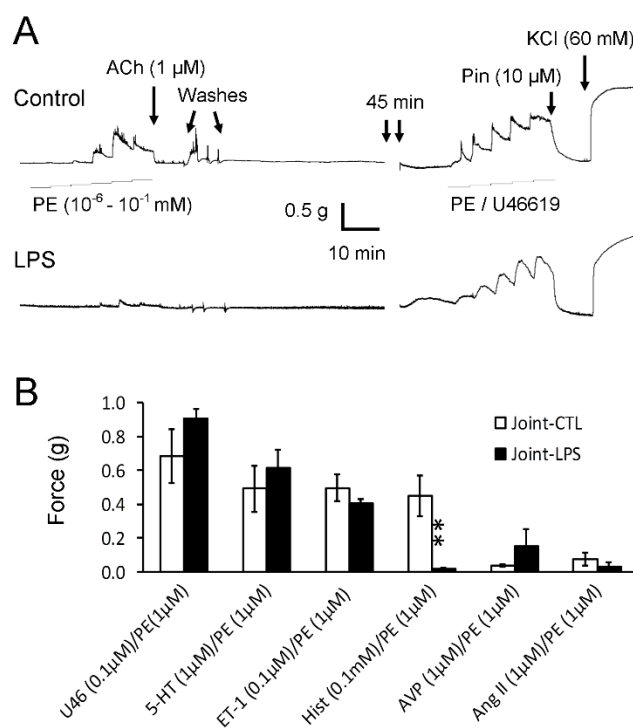 A
KCl (60 mM)
ACh (1 µM)
Pin (10 µM)
Control
Washes
45 min
PE (10⁻⁶ - 10⁻¹ mM)
0.5 g
PE / U46619
10 min
LPS
B
1.0
Joint-CTL
0.8
Joint-LPS
0.6
Force (g)
0.4
**
0.2
0.0
U46 (0.1µM)/PE(1µM)
5-HT (1µM)/PE (1µM)
ET-1 (0.1µM)/PE (1µM)
Hist (0.1mM)/PE (1µM)
AVP (1µM)/PE (1µM)
Ang II (1µM)/PE (1µM)